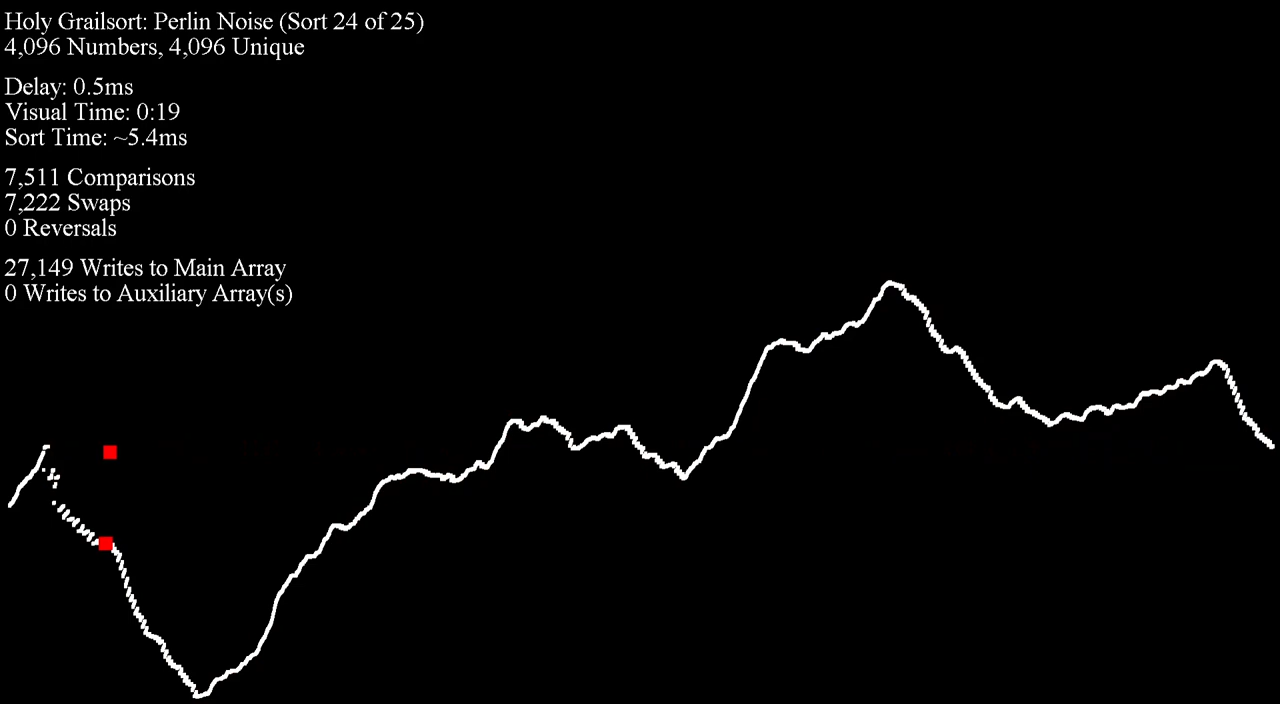 Holy Grailsort: Perlin Noise (Sort 24 of 25)
4,096 Numbers, 4,096 Unique
Delay: 0.5ms
Visual Time: 0:19
Sort Time: ~5.4ms
7,511 Comparisons
7,222 Swaps
0 Reversals
27,149 Writes to Main Array
0 Writes to Auxiliary Array(s)